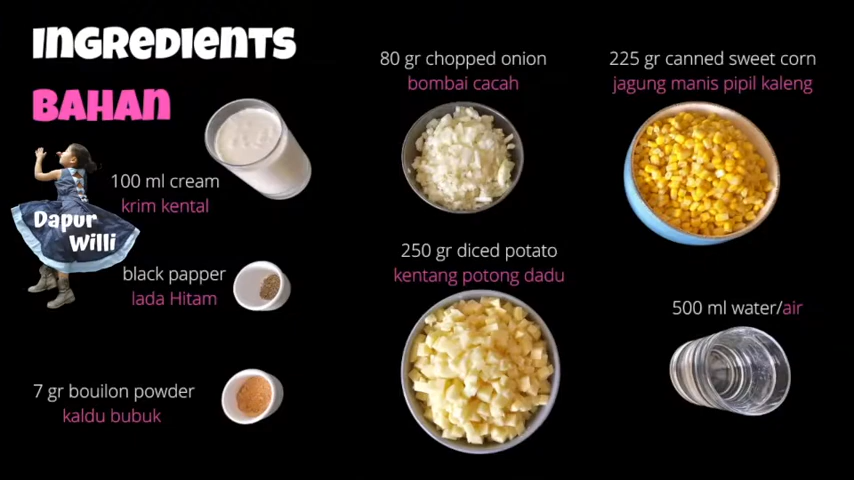 INGREDIENTS
BAHAN
Dapur
Willi
100 ml cream
krim kental
black papper
lada Hitam
7 gr bouilon powder
kaldu bubuk
80 gr chopped onion
bombai cacah
250 gr diced potato
kentang potong dadu
225 gr canned sweet corn
jagung manis pipil kaleng
500 ml water/air